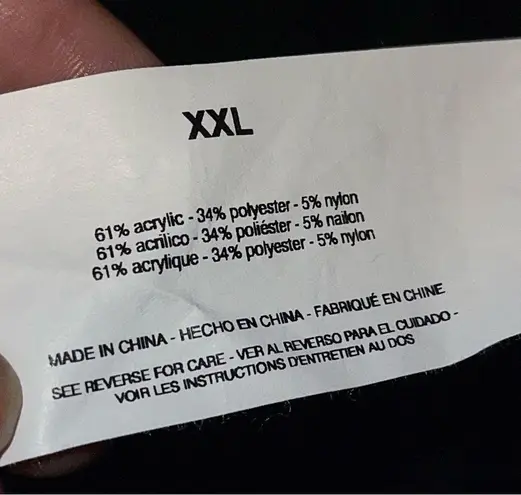 XXL
61% acrylic - 34% polyester - 5% nylon
61% acrilico - 34% poliéster - 5% nailon
61% acrylique - 34% polyester - 5% nylon
MADE IN CHINA - HECHO EN CHINA - FABRIQUÉ EN CHINE
SEE REVERSE FOR CARE - VER AL REVERSO PARA EL CUIDADO -
VOIR LES INSTRUCTIONS D'ENTRETIEN AU DOS